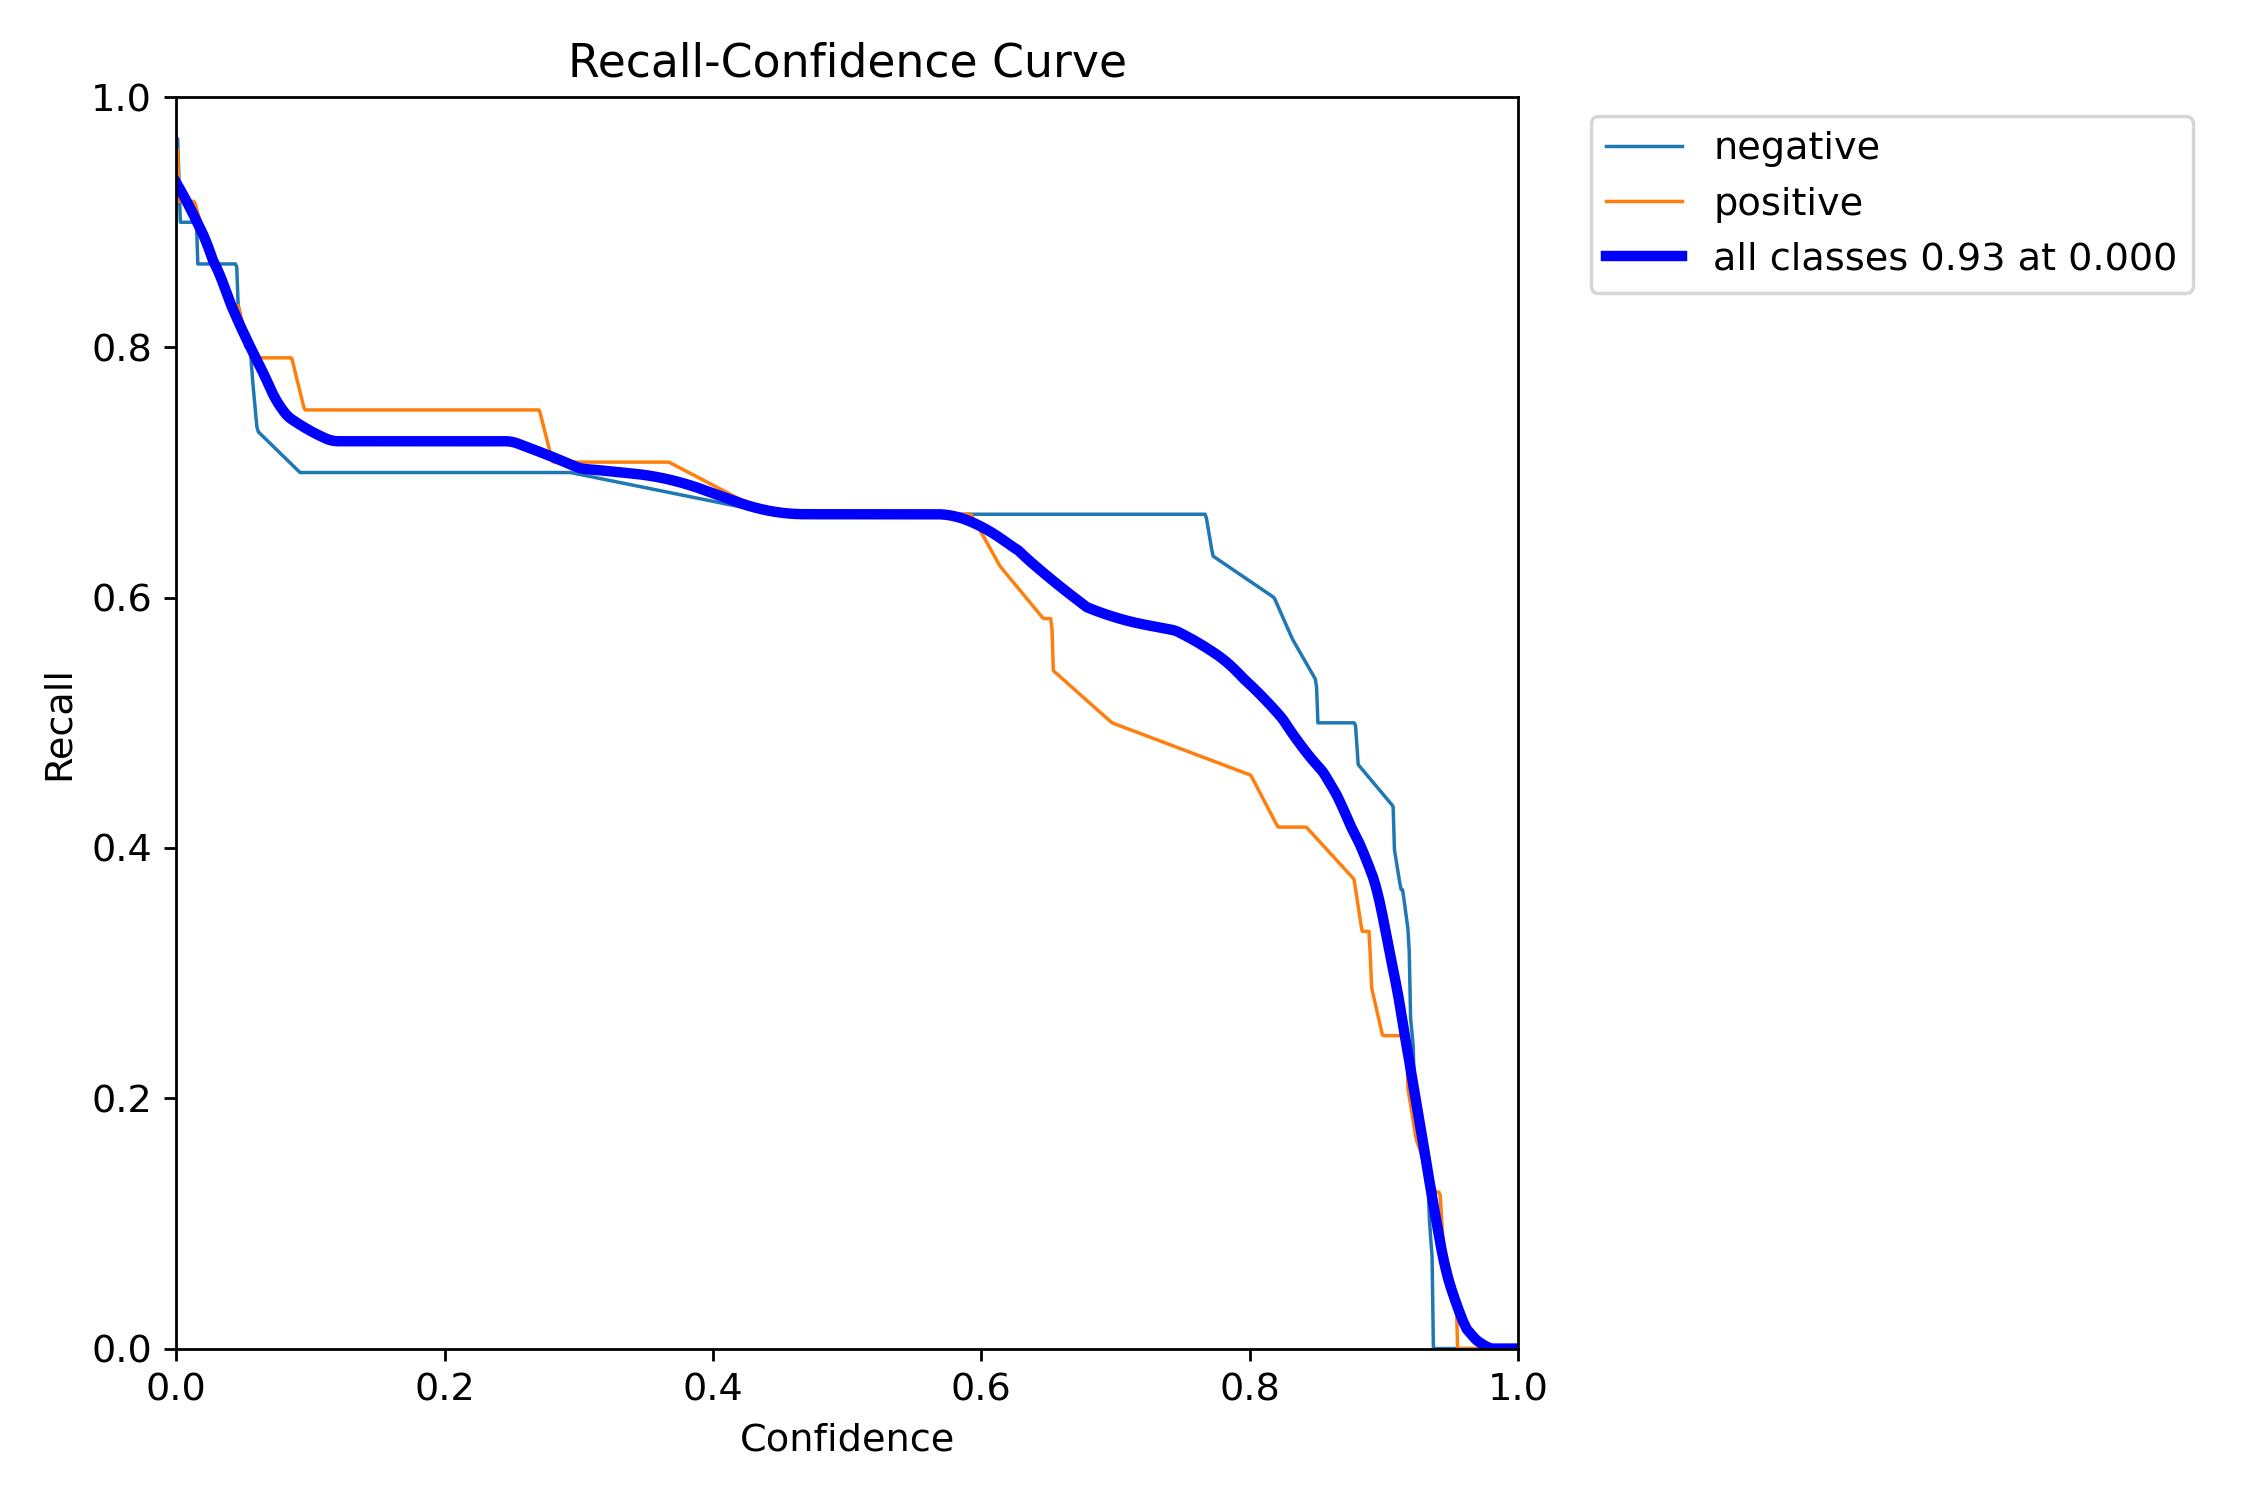 Recall-Confidence Curve
1.0
0.8
0.6
0.4
0.2
0.0
Recall
0.0 0.2 0.4 0.6 0.8 1.0
Confidence
negative
positive
all classes 0.93 at 0.000